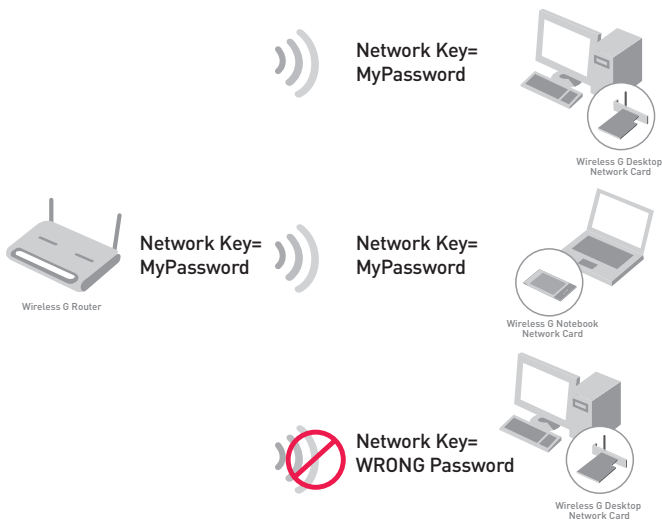 Network Key=
MyPassword
Wireless G Desktop
Network Card
Network Key=
MyPassword
Wireless G Router
Network Key=
MyPassword
Wireless G Notebook
Network Card
Network Key=
WRONG Password
Wireless G Desktop
Network Card